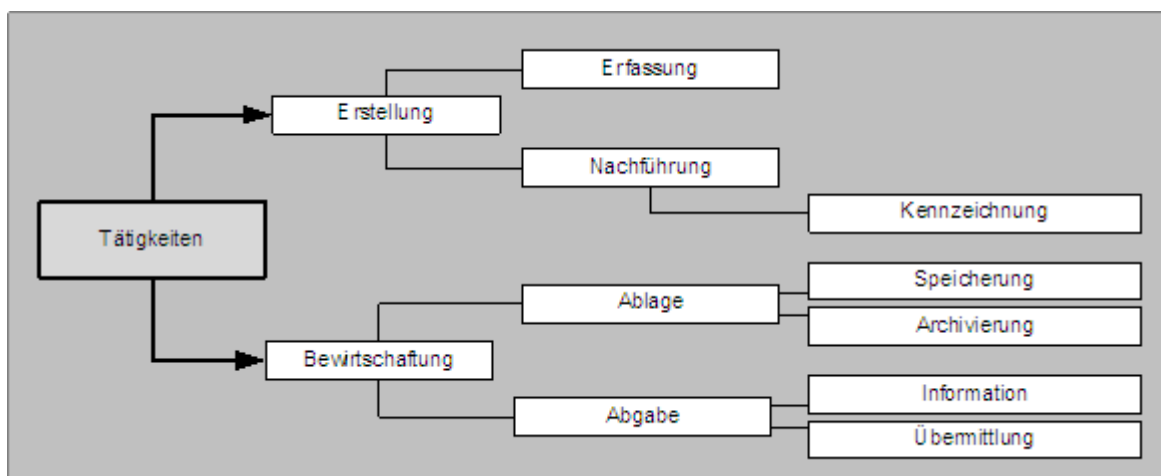 Erfassung
Erstellung
Nachführung
Kennzeichnung
Tätigkeiten
Speicherung
Ablage
Archivierung
Bewirtschaftung
Information
Abgabe
Übermittlung